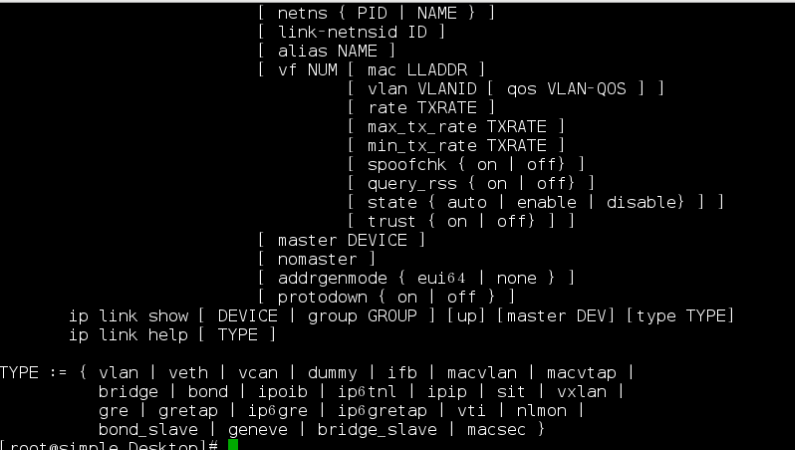 [ netns { PID | NAME } ]
[ link-netnsid ID ]
[ alias NAME ]
[ vf NUM [ mac LLADDR ]
[ vlan VLANID [ qos VLAN-QOS ] ]
[ rate TXRATE ]
[ max_tx_rate TXRATE ]
[ min_tx_rate TXRATE ]
[ spoofchk { on | off} ]
[ query_rss { on | off} ]
[ state { auto | enable | disable} ] ]
[ trust { on | off} ] ]
[ master DEVICE ]
[ nomaster ]
[ addrgenmode { eui64 | none } ]
[ protodown { on | off } ]
ip link show [ DEVICE | group GROUP ] [up] [master DEV] [type TYPE]
ip link help [ TYPE ]
TYPE := { vlan | veth | vcan | dummy | ifb | macvlan | macvtap |
bridge | bond | ipoib | ip6tnl | ipip | sit | vxlan |
gre | gretap | ip6gre | ip6gretap | vti | nlmon |
bond_slave | geneve | bridge_slave | macsec }
[root@simple Desktop]#